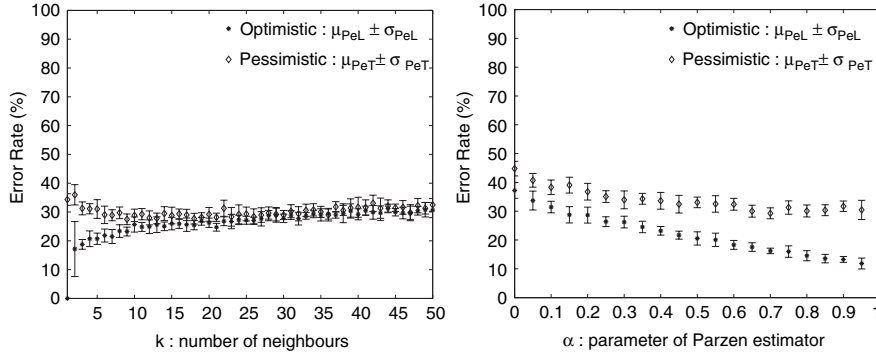 100
90
80
70
60
50
40
30
20
10
0
Error Rate (%)
Optimistic : μPeL ± σPeL
Pessimistic : μPeT ± σ PeT
5 10 15 20 25 30 35 40 45 50
k : number of neighbours
100
90
80
70
60
50
40
30
20
10
0
Error Rate (%)
Optimistic : μPeL ± σPeL
Pessimistic : μPeT ± σ PeT
0 0.1 0.2 0.3 0.4 0.5 0.6 0.7 0.8 0.9 1
α : parameter of Parzen estimator